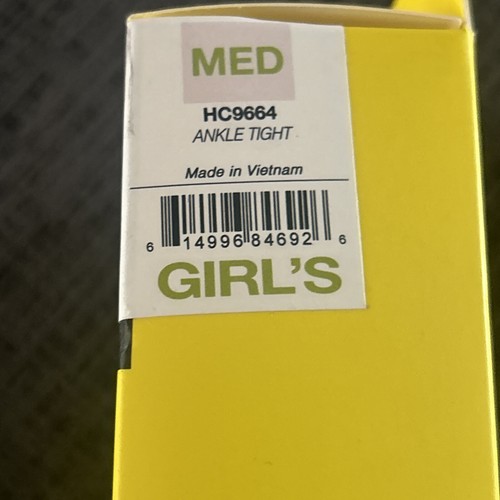 MED
HC9664
ANKLE TIGHT
Made in Vietnam
6 14996 84692 6
GIRL'S